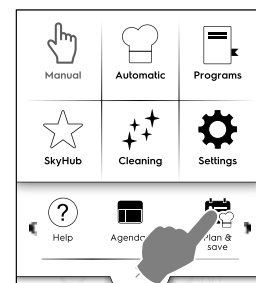 Manual
Automatic
Programs
SkyHub
Cleaning
Settings
?
Help
Agenda
Plan &
save